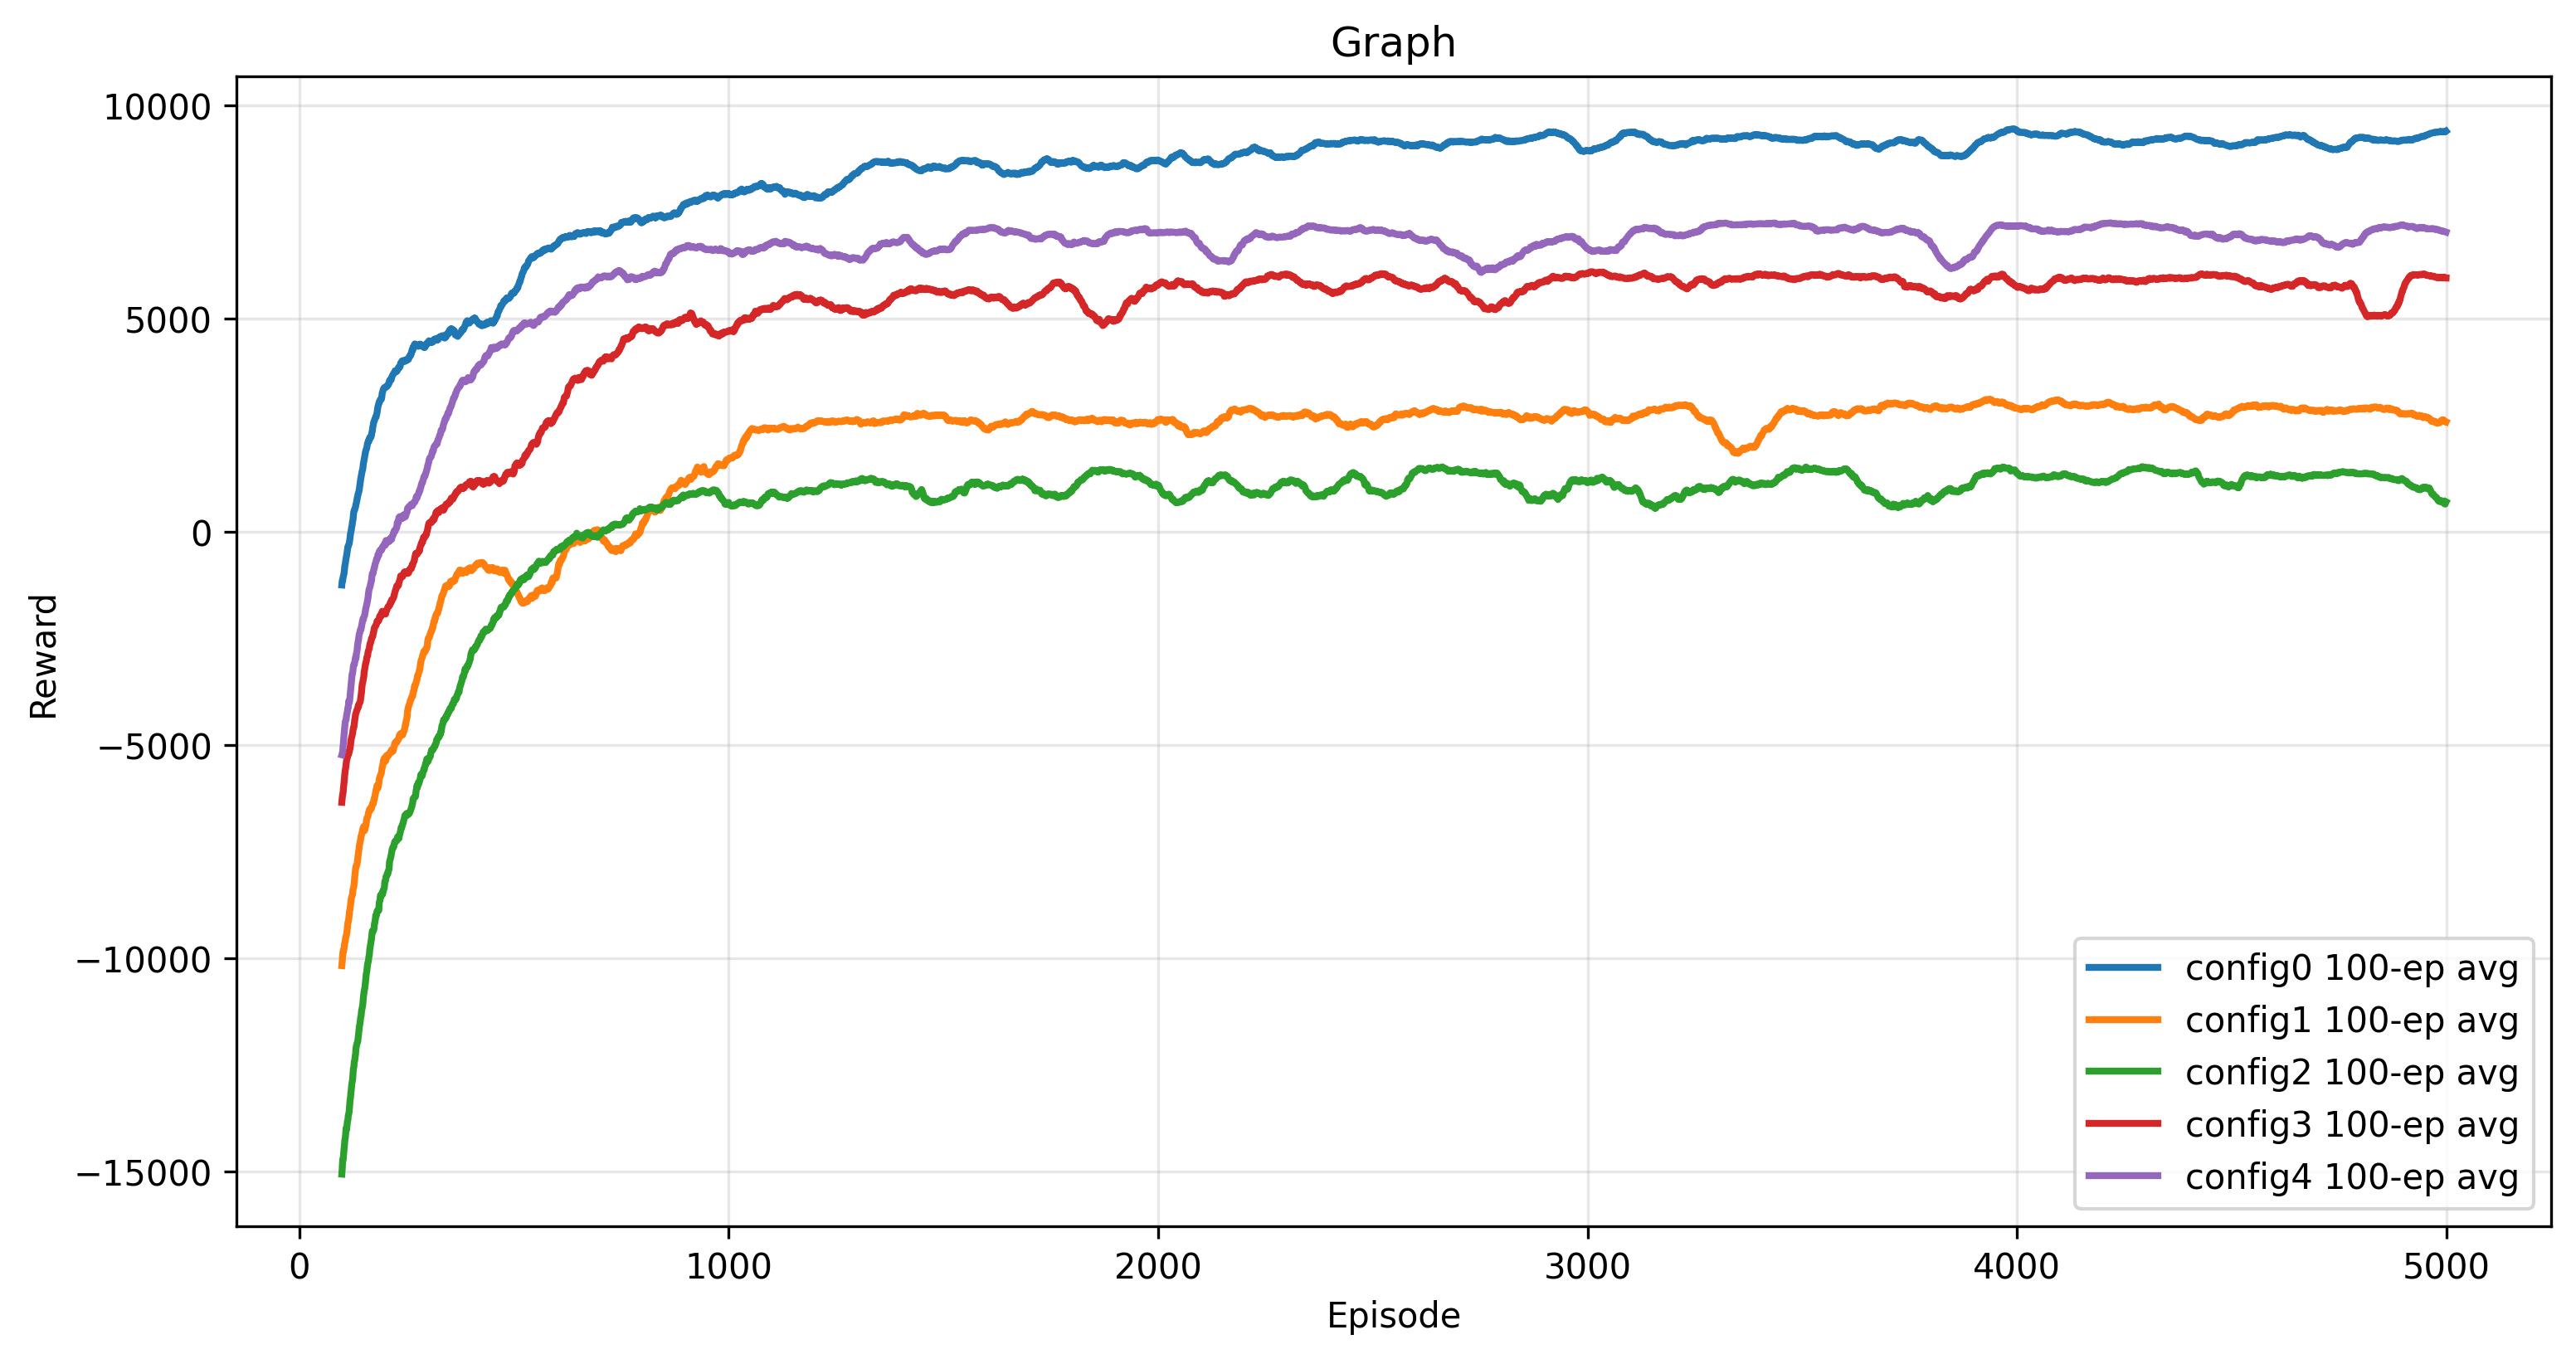 Graph
10000
5000
0
−5000
−10000
−15000
Reward
0 1000 2000 3000 4000 5000
Episode
config0 100-ep avg
config1 100-ep avg
config2 100-ep avg
config3 100-ep avg
config4 100-ep avg